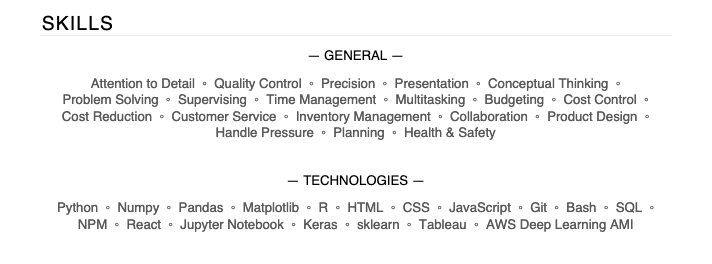 SKILLS
— GENERAL —
Attention to Detail ∘ Quality Control ∘ Precision ∘ Presentation ∘ Conceptual Thinking ∘
Problem Solving ∘ Supervising ∘ Time Management ∘ Multitasking ∘ Budgeting ∘ Cost Control ∘
Cost Reduction ∘ Customer Service ∘ Inventory Management ∘ Collaboration ∘ Product Design ∘
Handle Pressure ∘ Planning ∘ Health & Safety
— TECHNOLOGIES —
Python ∘ Numpy ∘ Pandas ∘ Matplotlib ∘ R ∘ HTML ∘ CSS ∘ JavaScript ∘ Git ∘ Bash ∘ SQL ∘
NPM ∘ React ∘ Jupyter Notebook ∘ Keras ∘ sklearn ∘ Tableau ∘ AWS Deep Learning AMI